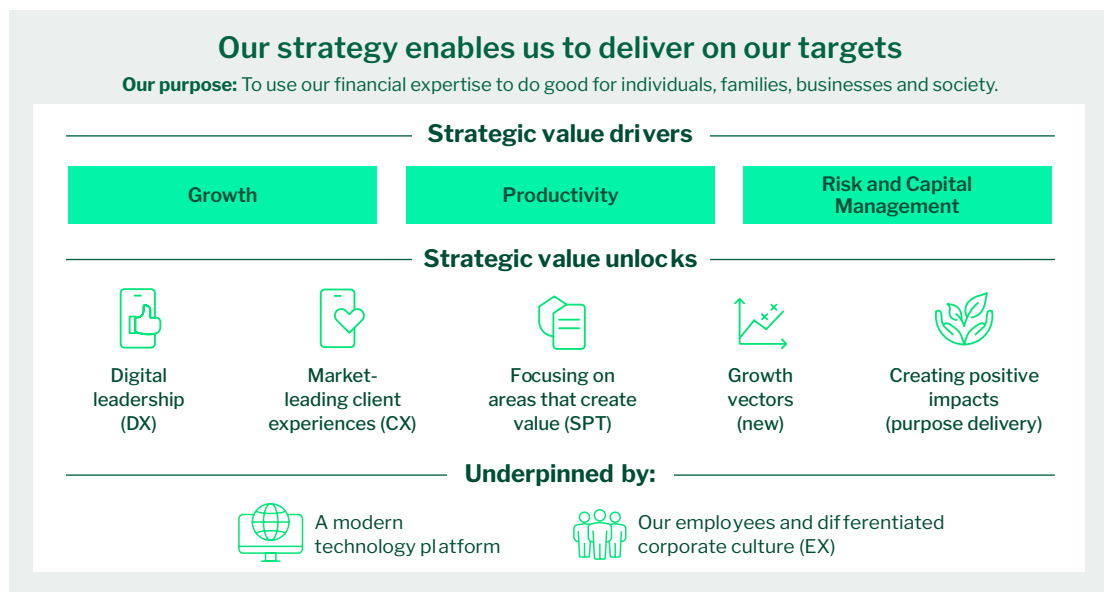 Our strategy enables us to deliver on our targets
Our purpose: To use our financial expertise to do good for individuals, families, businesses and society.
Strategic value drivers
Growth
Productivity
Risk and Capital
Management
Strategic value unlocks
Digital
leadership
(DX)
Market-
leading client
experiences (CX)
Focusing on
areas that create
value (SPT)
Growth
vectors
(new)
Creating positive
impacts
(purpose delivery)
Underpinned by:
A modern
technology platform
Our employees and differentiated
corporate culture (EX)